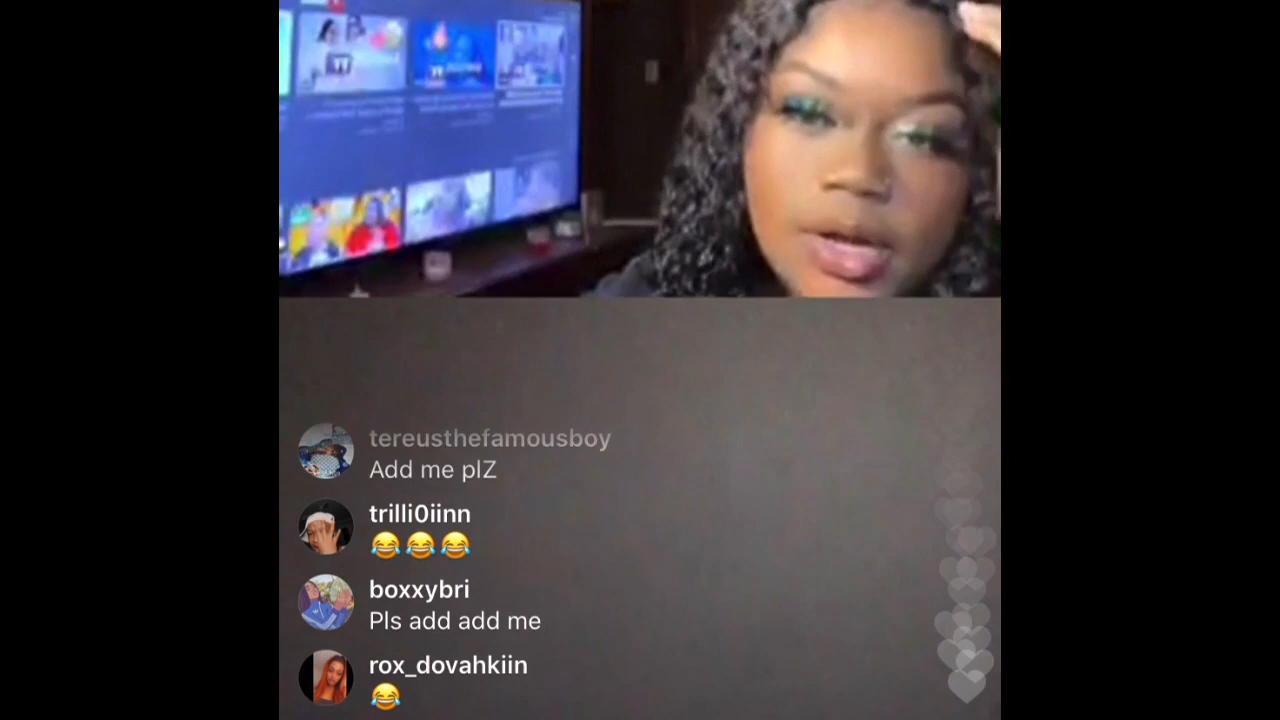 tereusthefamousboy
Add me plZ
trilli0iinn
😂😂😂
boxxybri
Pls add add me
rox_dovahkiin
😂